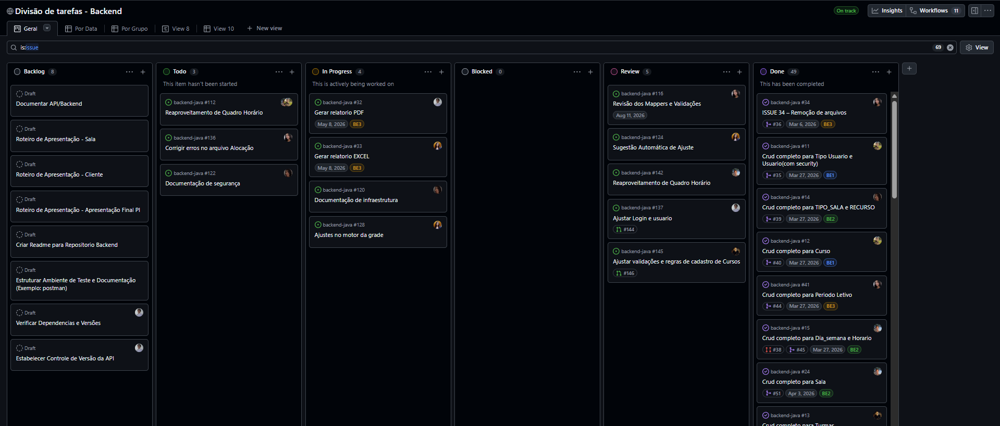 Divisão de tarefas - Backend
On track
Insights
Workflows 11
Geral
Por Data
Por Grupo
View 8
View 10
New view
is:issue
69
View
Backlog 8
Draft
Documentar API/Backend
Draft
Roteiro de Apresentação - Sala
Draft
Roteiro de Apresentação - Cliente
Draft
Roteiro de Apresentação - Apresentação Final PI
Draft
Criar Readme para Repositorio Backend
Draft
Estruturar Ambiente de Teste e Documentação
(Exemplo: postman)
Draft
Verificar Dependencias e Versões
Draft
Estabelecer Controle de Versão da API
Todo 3
This item hasn't been started
backend-java #112
Reaproveitamento de Quadro Horário
backend-java #136
Corrigir erros no arquivo Alocação
backend-java #122
Documentação de segurança
In Progress 4
This is actively being worked on
backend-java #32
Gerar relatorio PDF
May 8, 2026 BE3
backend-java #33
Gerar relatorio EXCEL
May 8, 2026 BE3
backend-java #120
Documentação de infraestrutura
backend-java #128
Ajustes no motor da grade
Blocked 0
Review 5
backend-java #116
Revisão dos Mappers e Validações
Aug 11, 2026
backend-java #124
Sugestão Automática de Ajuste
backend-java #142
Reaproveitamento de Quadro Horário
backend-java #137
Ajustar Login e usuario
#144
backend-java #145
Ajustar validações e regras de cadastro de Cursos
#146
Done 49
This has been completed
backend-java #34
ISSUE 34 – Remoção de arquivos
#36 Mar 6, 2026 BE3
backend-java #11
Crud completo para Tipo Usuario e
Usuario(com security)
#35 Mar 27, 2026 BE1
backend-java #14
Crud completo para TIPO_SALA e RECURSO
#39 Mar 27, 2026 BE2
backend-java #12
Crud completo para Curso
#40 Mar 27, 2026 BE1
backend-java #41
Crud completo para Periodo Letivo
#44 Mar 27, 2026 BE3
backend-java #15
Crud completo para Dia_semana e Horario
#38 #45 Mar 27, 2026 BE2
backend-java #24
Crud completo para Sala
#51 Apr 3, 2026 BE2
backend-java #13
Crud completo para Turmas